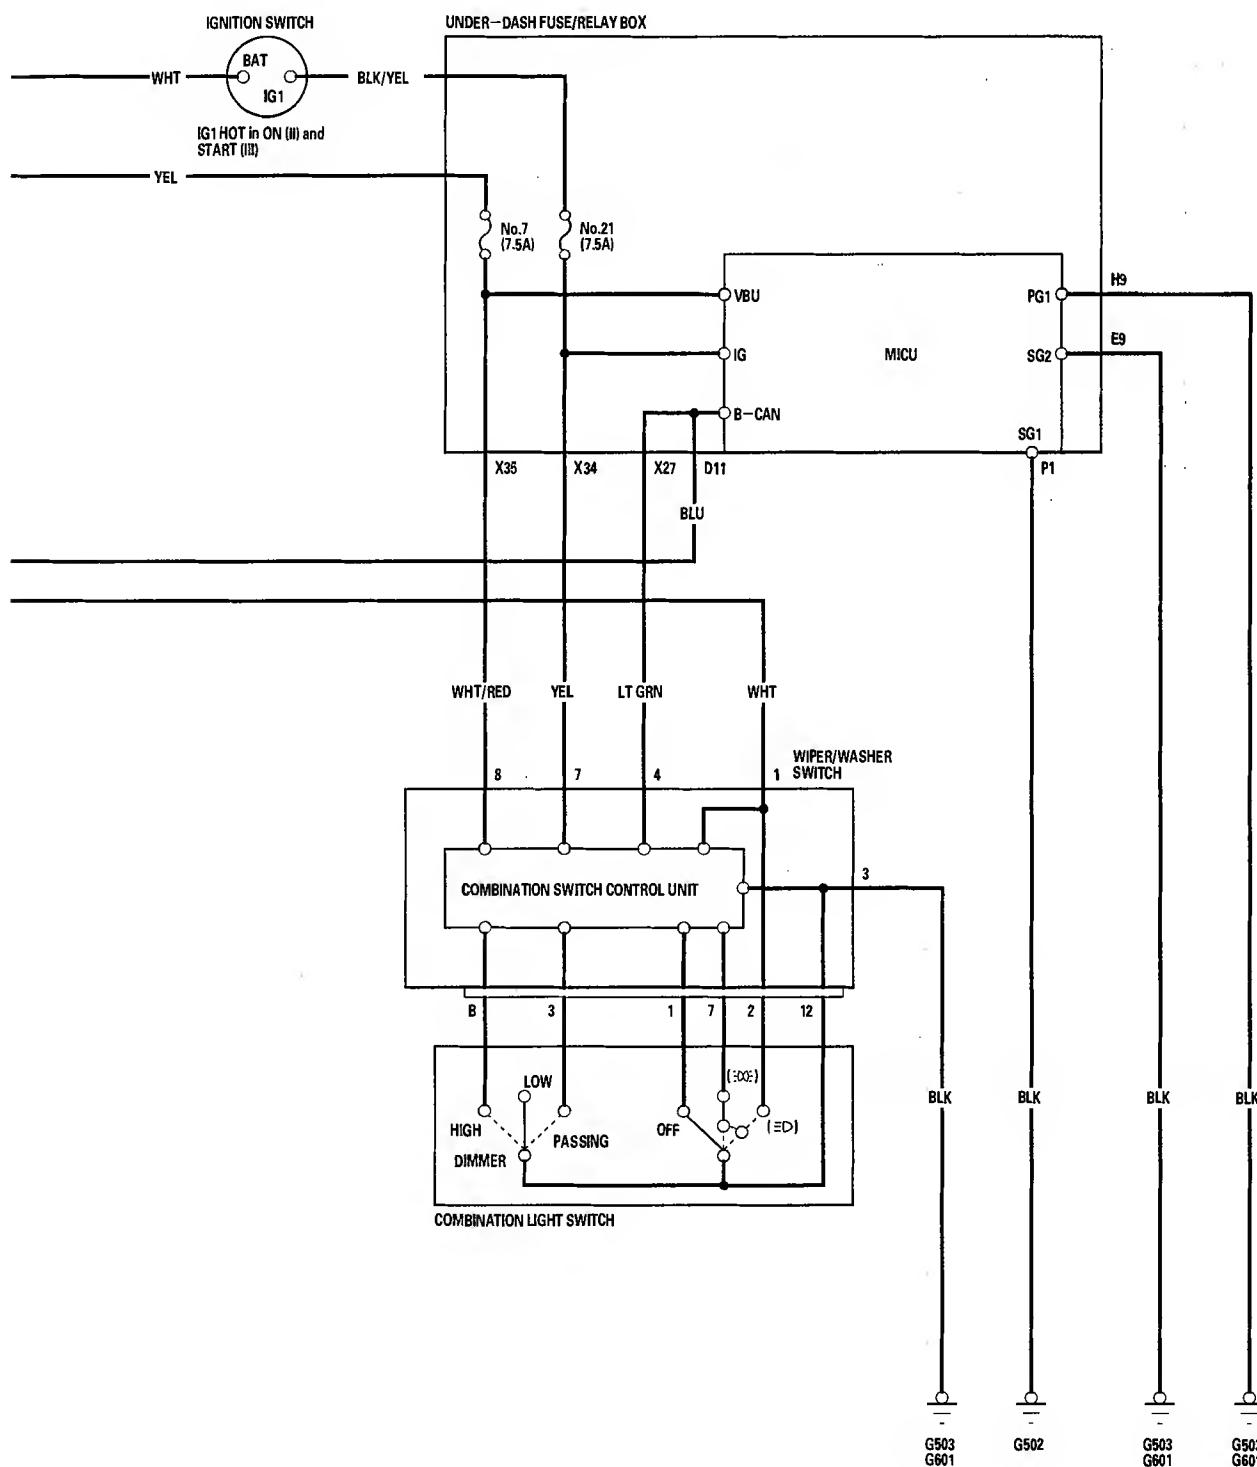 IGNITION SWITCH
UNDER-DASH FUSE/RELAY BOX
BAT
WHT
BLK/YEL
IG1
IG1 HOT in ON (II) and
START (III)
YEL
No.7
(7.5A)
No.21
(7.5A)
H9
VBU
PG1
E9
IG
MICU
SG2
B-CAN
SG1
X35
X34
X27
D11
P1
BLU
WHT/RED
YEL
LT GRN
WHT
WIPER/WASHER
SWITCH
8
7
4
1
3
COMBINATION SWITCH CONTROL UNIT
B
3
1
7
2
12
LOW
HIGH
PASSING
OFF
DIMMER
BLK
BLK
BLK
BLK
COMBINATION LIGHT SWITCH
G503
G601
G502
G503
G601